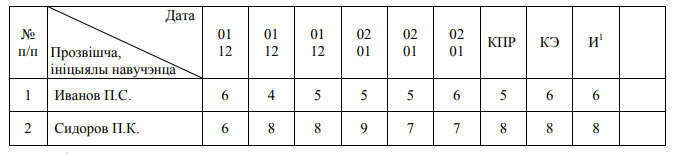 № п/п Дата Прозвішча, ініцыялы навучэнца 01 12 01 12 01 12 02 01 02 01 02 01 КПР КЭ И1
1 Иванов П.С. 6 4 5 5 5 6 5 6 6
2 Сидоров П.К. 6 8 8 9 7 7 8 8 8